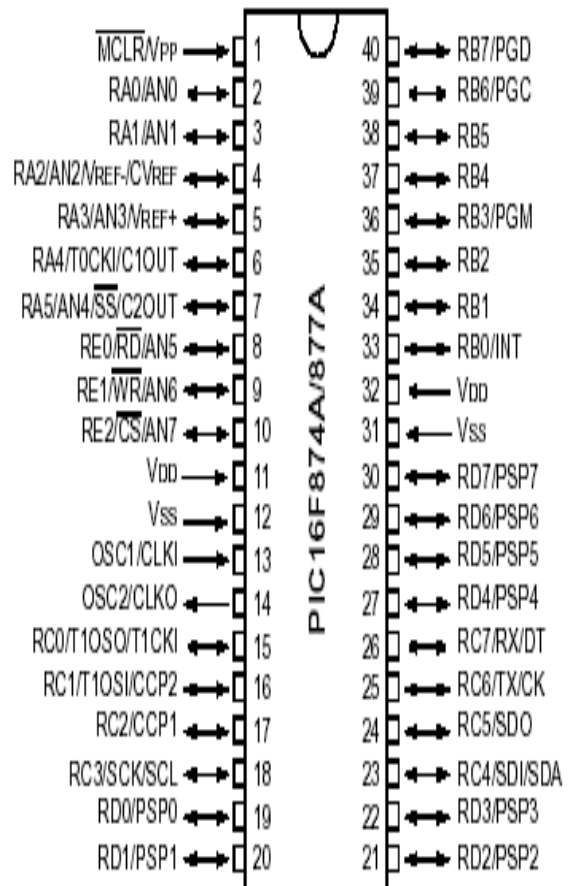 MCLR/VPP 1 40 RB7/PGD
RA0/AN0 2 39 RB6/PGC
RA1/AN1 3 38 RB5
RA2/AN2/VREF-/CVREF 4 37 RB4
RA3/AN3/VREF+ 5 36 RB3/PGM
RA4/T0CKI/C1OUT 6 35 RB2
RA5/AN4/SS/C2OUT 7 34 RB1
RE0/RD/AN5 8 33 RB0/INT
RE1/WR/AN6 9 32 VDD
RE2/CS/AN7 10 31 VSS
VDD 11 30 RD7/PSP7
VSS 12 29 RD6/PSP6
OSC1/CLKI 13 28 RD5/PSP5
OSC2/CLKO 14 27 RD4/PSP4
RC0/T1OSO/T1CKI 15 26 RC7/RX/DT
RC1/T1OSI/CCP2 16 25 RC6/TX/CK
RC2/CCP1 17 24 RC5/SDO
RC3/SCK/SCL 18 23 RC4/SDI/SDA
RD0/PSP0 19 22 RD3/PSP3
RD1/PSP1 20 21 RD2/PSP2
PIC16F874A/877A